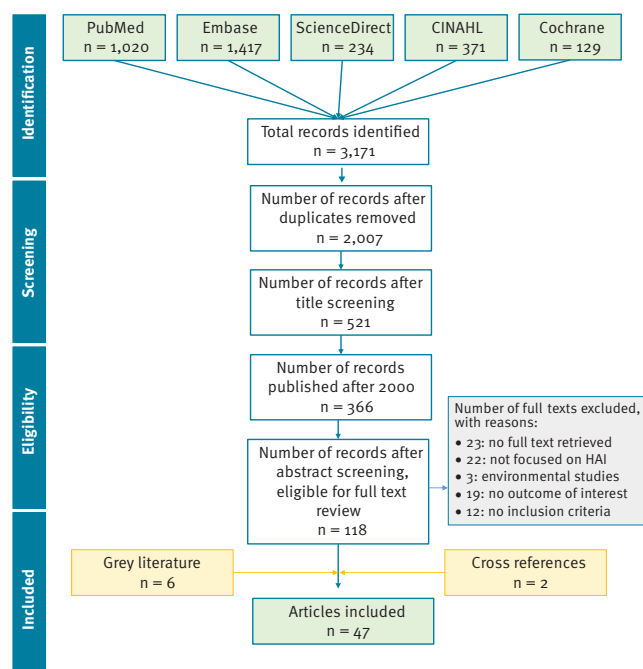 PubMed
n = 1,020
Embase
n = 1,417
ScienceDirect
n = 234
CINAHL
n = 371
Cochrane
n = 129
Identification
Total records identified
n = 3,171
Screening
Number of records after
duplicates removed
n = 2,007
Number of records after
title screening
n = 521
Eligibility
Number of records
published after 2000
n = 366
Number of records after
abstract screening,
eligible for full text
review
n = 118
Number of full texts excluded,
with reasons:
• 23: no full text retrieved
• 22: not focused on HAI
• 3: environmental studies
• 19: no outcome of interest
• 12: no inclusion criteria
Included
Grey literature
n = 6
Cross references
n = 2
Articles included
n = 47